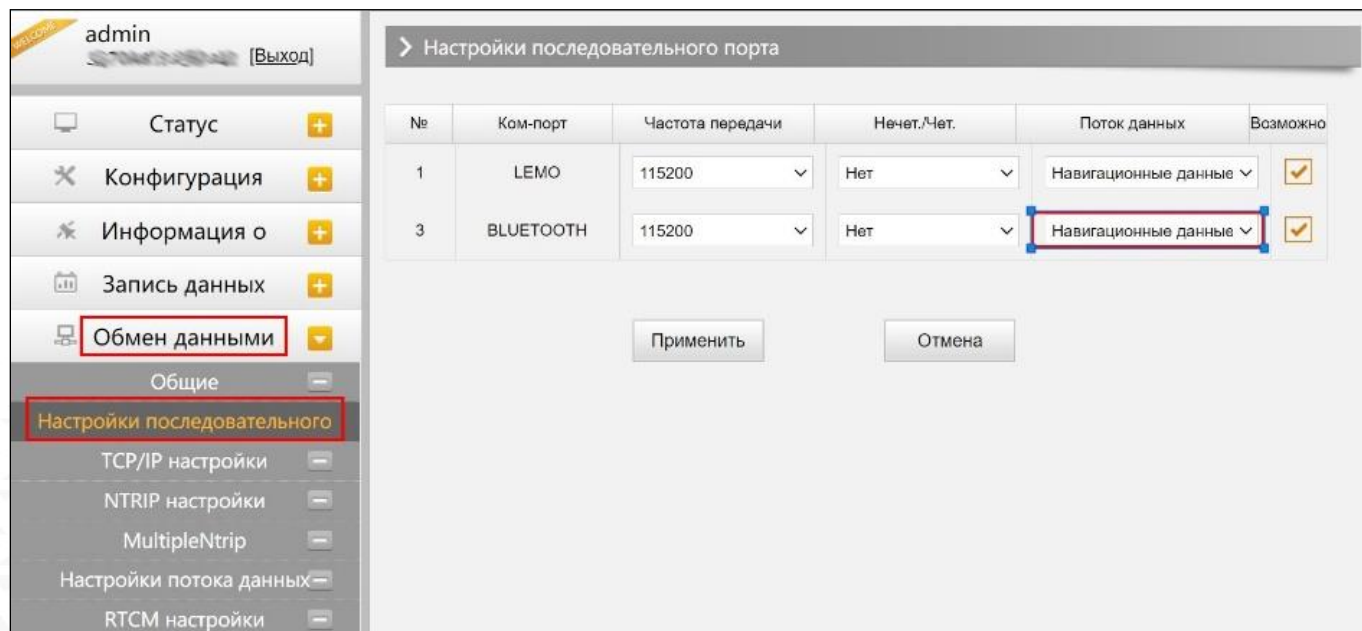 WELCOME
admin
[Выход]
Статус
Конфигурация
Информация о
Запись данных
Обмен данными
Общие
Настройки последовательного
TCP/IP настройки
NTRIP настройки
MultipleNtrip
Настройки потока данных
RTCM настройки
Настройки последовательного порта
№ Ком-порт Частота передачи Нечет./Чет. Поток данных Возможно
1 LEMO 115200 Нет Навигационные данные
3 BLUETOOTH 115200 Нет Навигационные данные
Применить Отмена